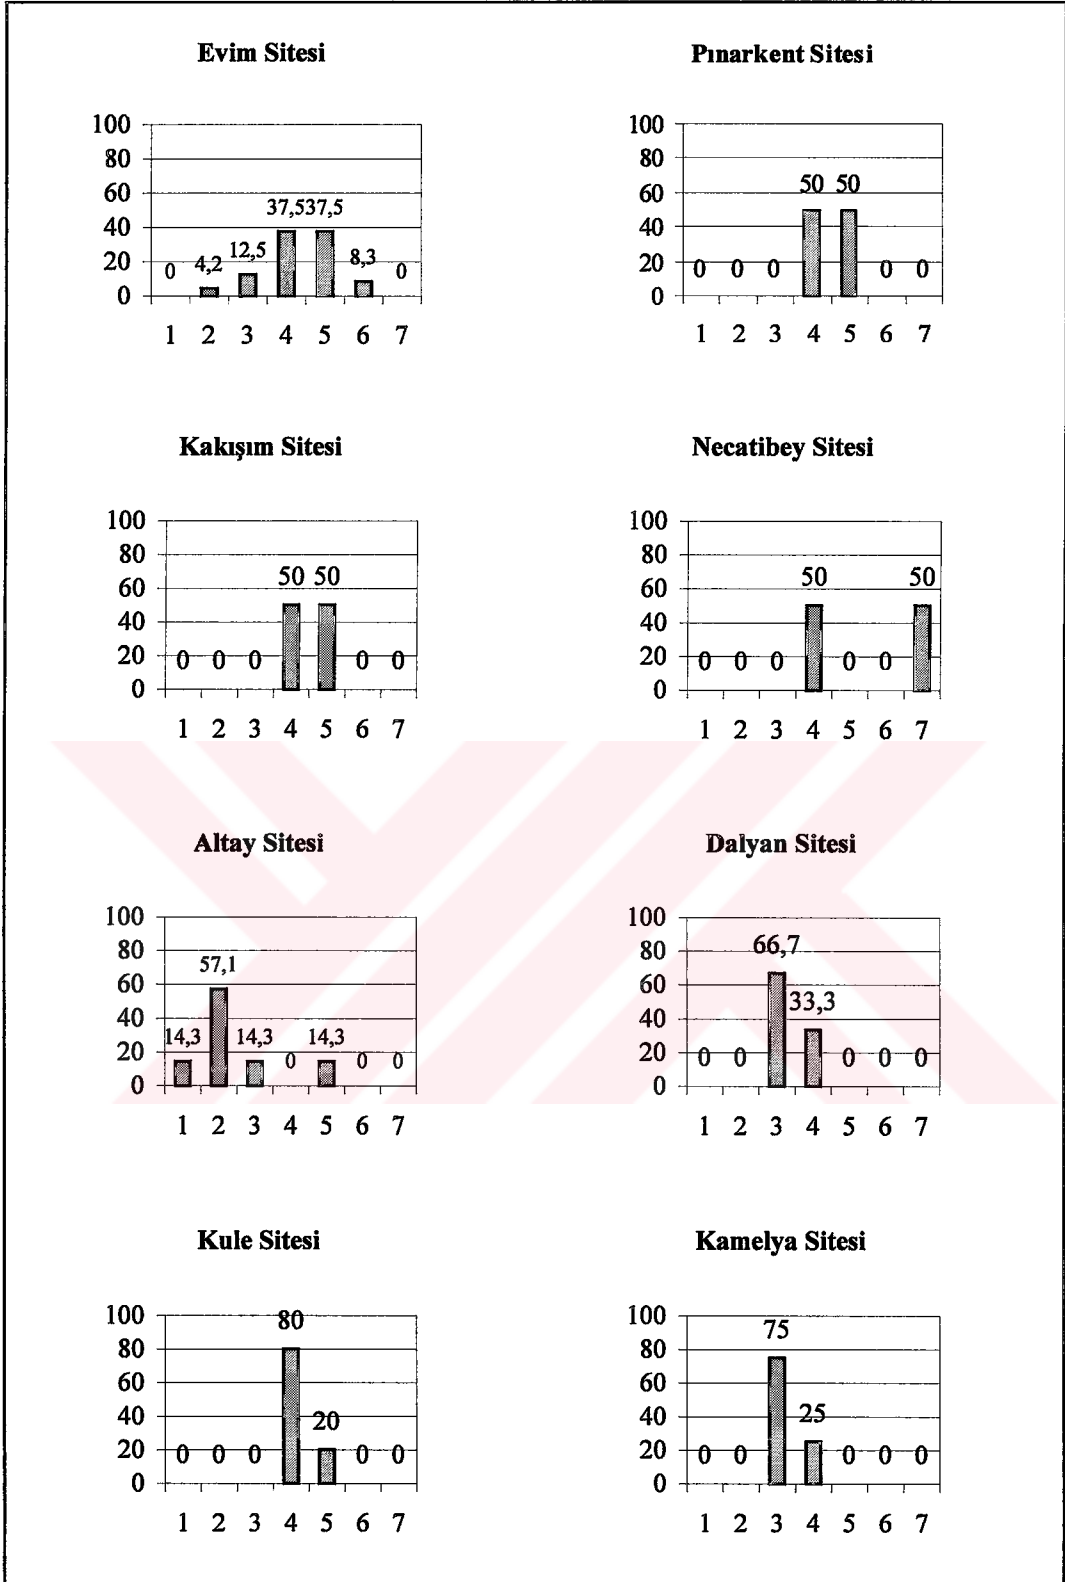 Evim Sitesi
100
80
60
40
20
0
0 4,2 12,5 37,5 37,5 8,3 0
1 2 3 4 5 6 7
Pınarkent Sitesi
100
80
60
40
20
0
0 0 0 50 50 0 0
1 2 3 4 5 6 7
Kakışım Sitesi
100
80
60
40
20
0
0 0 0 50 50 0 0
1 2 3 4 5 6 7
Necatibey Sitesi
100
80
60
40
20
0
0 0 0 50 0 0 50
1 2 3 4 5 6 7
Altay Sitesi
100
80
60
40
20
0
14,3 57,1 14,3 0 14,3 0 0
1 2 3 4 5 6 7
Dalyan Sitesi
100
80
60
40
20
0
0 0 66,7 33,3 0 0 0
1 2 3 4 5 6 7
Kule Sitesi
100
80
60
40
20
0
0 0 0 80 20 0 0
1 2 3 4 5 6 7
Kamelya Sitesi
100
80
60
40
20
0
0 0 75 25 0 0 0
1 2 3 4 5 6 7